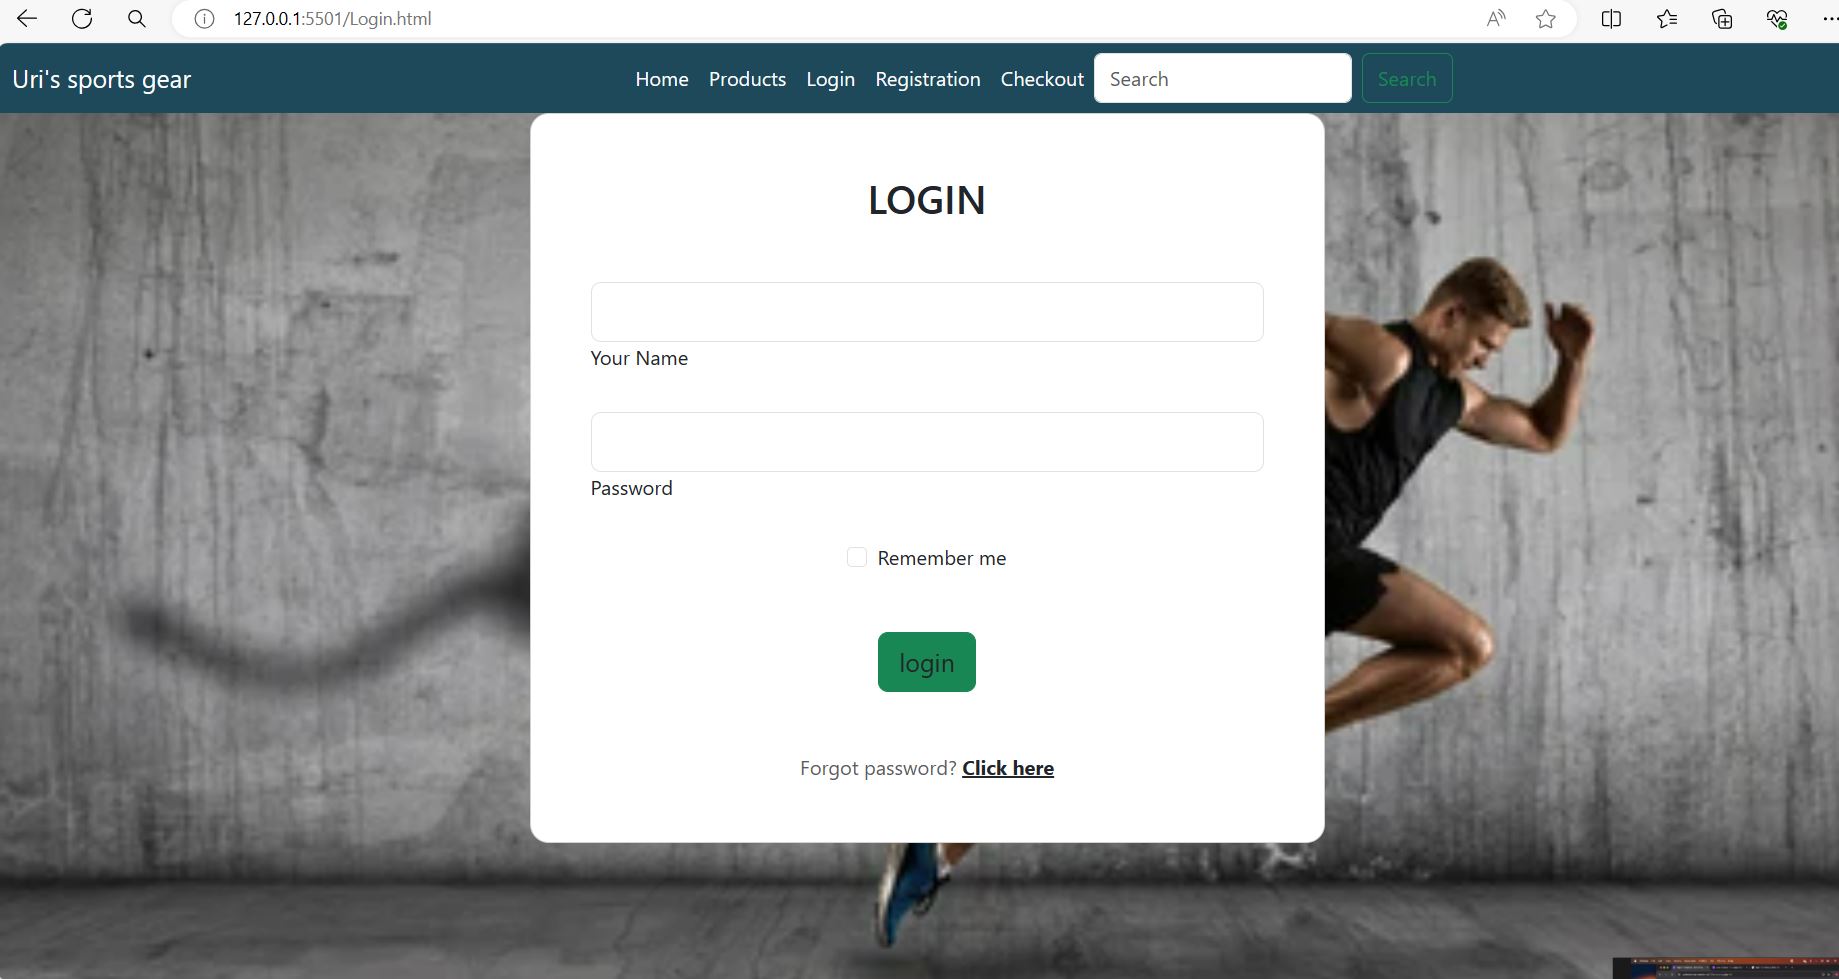 127.0.0.1:5501/Login.html
Uri's sports gear Home Products Login Registration Checkout Search Search
LOGIN
Your Name
Password
Remember me
login
Forgot password? Click here